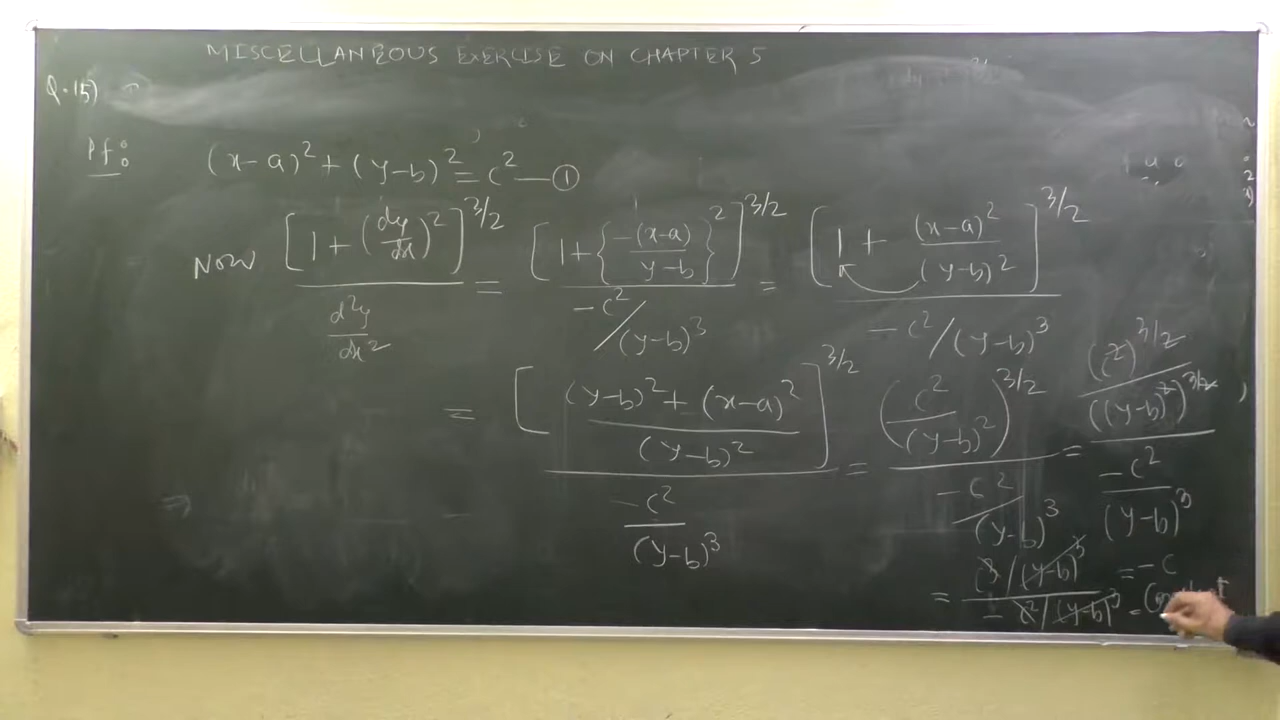 MISCELLANEOUS EXERCISE ON CHAPTER 5
Q.15)
Pf: (x-a)² + (y-b)² = c² — ①
Now [1 + (dy/dx)²]^3/2 / d²y/dx² = [1 + {-(x-a)/y-b}²]^3/2 / -c²/(y-b)³ = [1 + (x-a)²/(y-b)²]^3/2 / -c²/(y-b)³
= [(y-b)² + (x-a)²/(y-b)²]^3/2 / -c²/(y-b)³ = (c²/(y-b)²)^3/2 / -c²/(y-b)³ = (c²)^3/2/((y-b)²)^3/2 / -c²/(y-b)³
= c³/(y-b)³ / -c²/(y-b)³ = -c
=